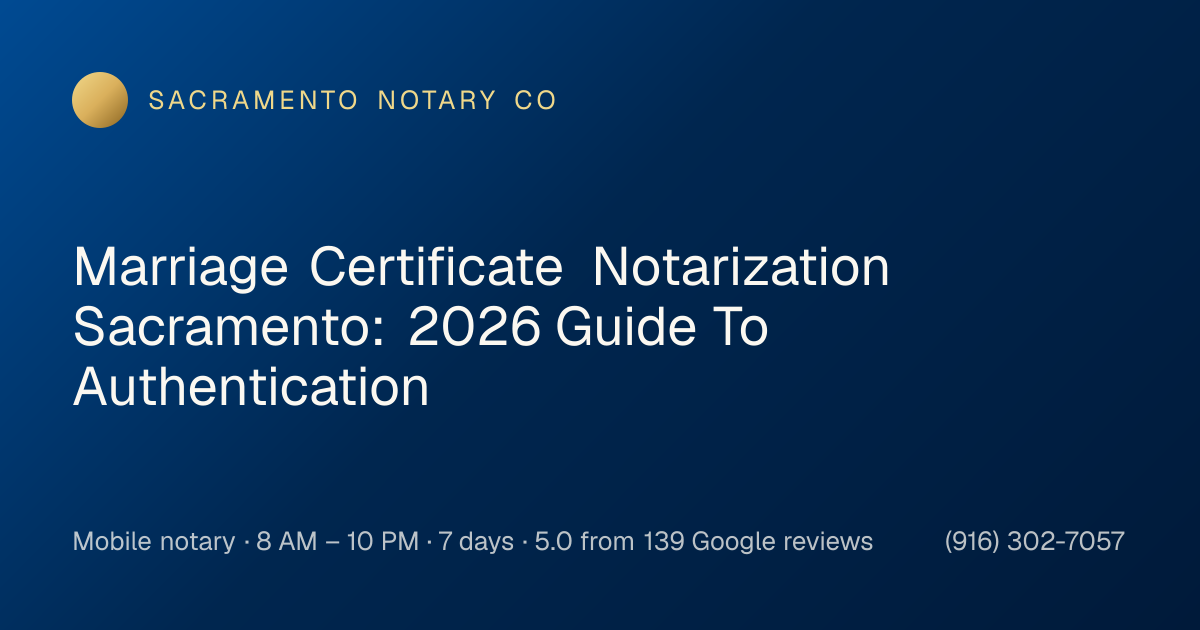 SACRAMENTO NOTARY CO
Marriage Certificate Notarization
Sacramento: 2026 Guide To
Authentication
Mobile notary · 8 AM – 10 PM · 7 days · 5.0 from 139 Google reviews
(916) 302-7057